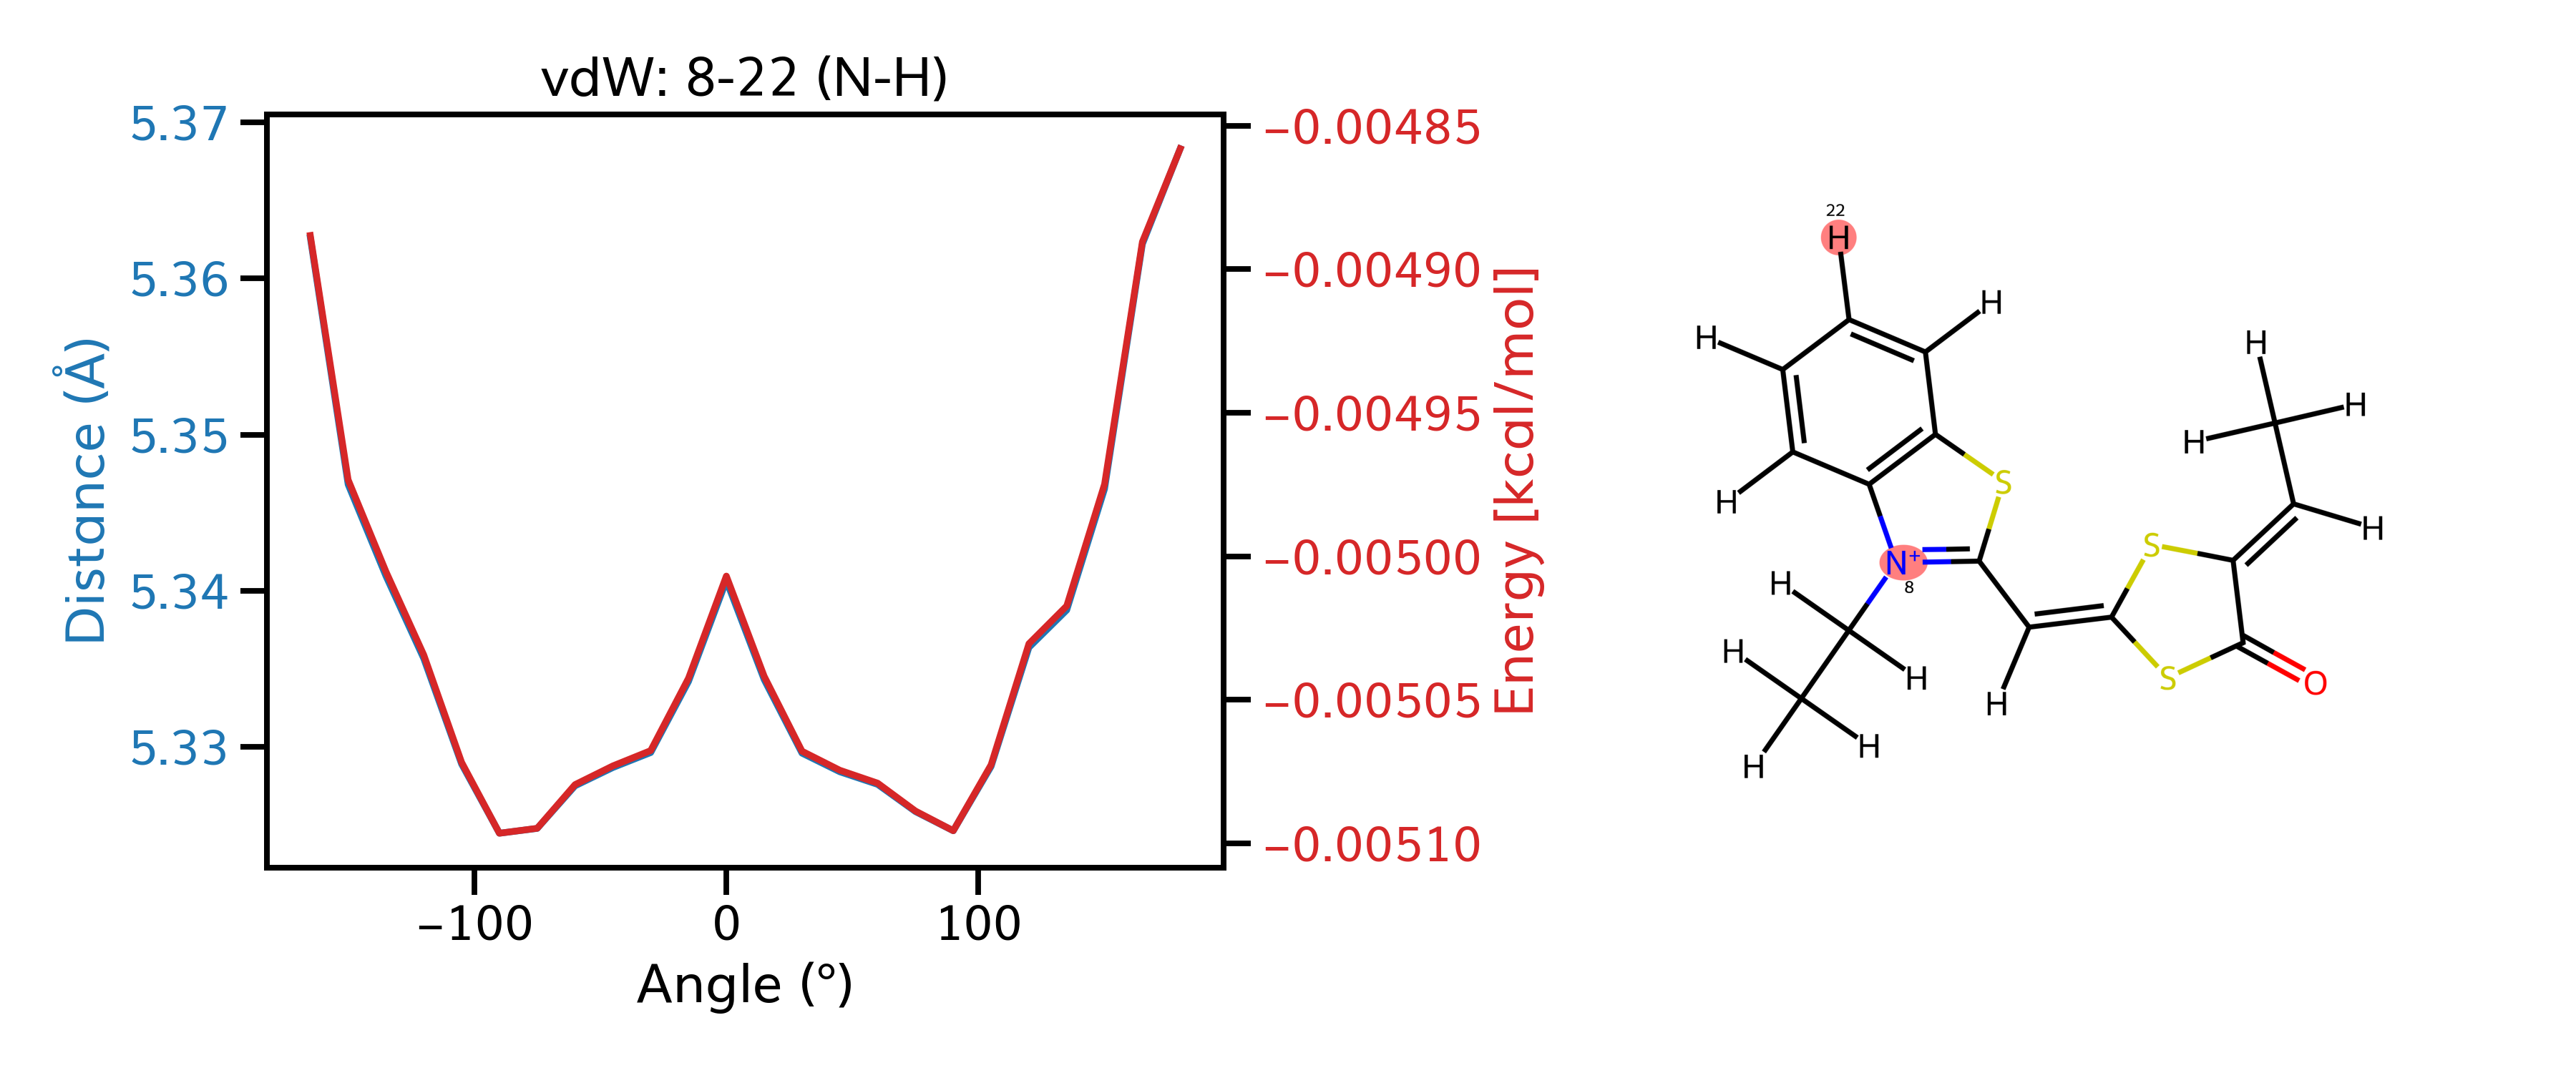 vdW: 8-22 (N-H)
5.37
5.36
5.35
5.34
5.33
Distance (Å)
−0.00485
−0.00490
−0.00495
−0.00500
−0.00505
−0.00510
Energy [kcal/mol]
−100
0
100
Angle (°)
22
H
H
H
H
H
H
H
S
H
S
N+
8
H
H
H
S
O
H
H
H